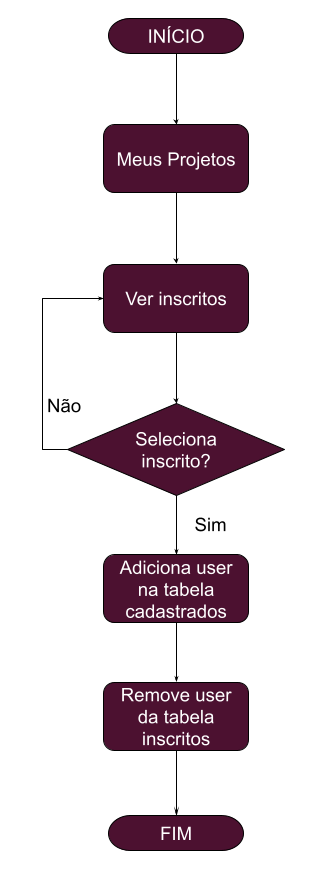 INÍCIO
Meus Projetos
Ver inscritos
Não
Seleciona
inscrito?
Sim
Adiciona user
na tabela
cadastrados
Remove user
da tabela
inscritos
FIM